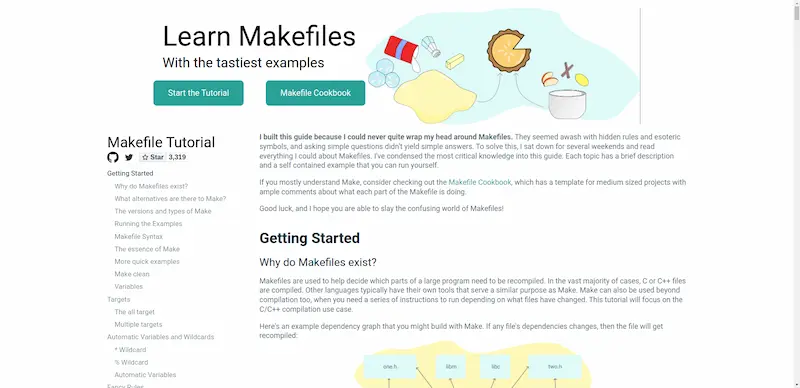 Learn Makefiles
With the tastiest examples
Start the Tutorial
Makefile Cookbook
Makefile Tutorial
Star 3,319
Getting Started
Why do Makefiles exist?
What alternatives are there to Make?
The versions and types of Make
Running the Examples
Makefile Syntax
The essence of Make
More quick examples
Make clean
Variables
Targets
The all target
Multiple targets
Automatic Variables and Wildcards
* Wildcard
% Wildcard
Automatic Variables
Fancy Rules
I built this guide because I could never quite wrap my head around Makefiles. They seemed awash with hidden rules and esoteric
symbols, and asking simple questions didn't yield simple answers. To solve this, I sat down for several weekends and read
everything I could about Makefiles. I've condensed the most critical knowledge into this guide. Each topic has a brief description
and a self contained example that you can run yourself.
If you mostly understand Make, consider checking out the Makefile Cookbook, which has a template for medium sized projects with
ample comments about what each part of the Makefile is doing.
Good luck, and I hope you are able to slay the confusing world of Makefiles!
Getting Started
Why do Makefiles exist?
Makefiles are used to help decide which parts of a large program need to be recompiled. In the vast majority of cases, C or C++ files
are compiled. Other languages typically have their own tools that serve a similar purpose as Make. Make can also be used beyond
compilation too, when you need a series of instructions to run depending on what files have changed. This tutorial will focus on the
C/C++ compilation use case.
Here's an example dependency graph that you might build with Make. If any file's dependencies changes, then the file will get
recompiled:
one.h
libm
libc
two.h